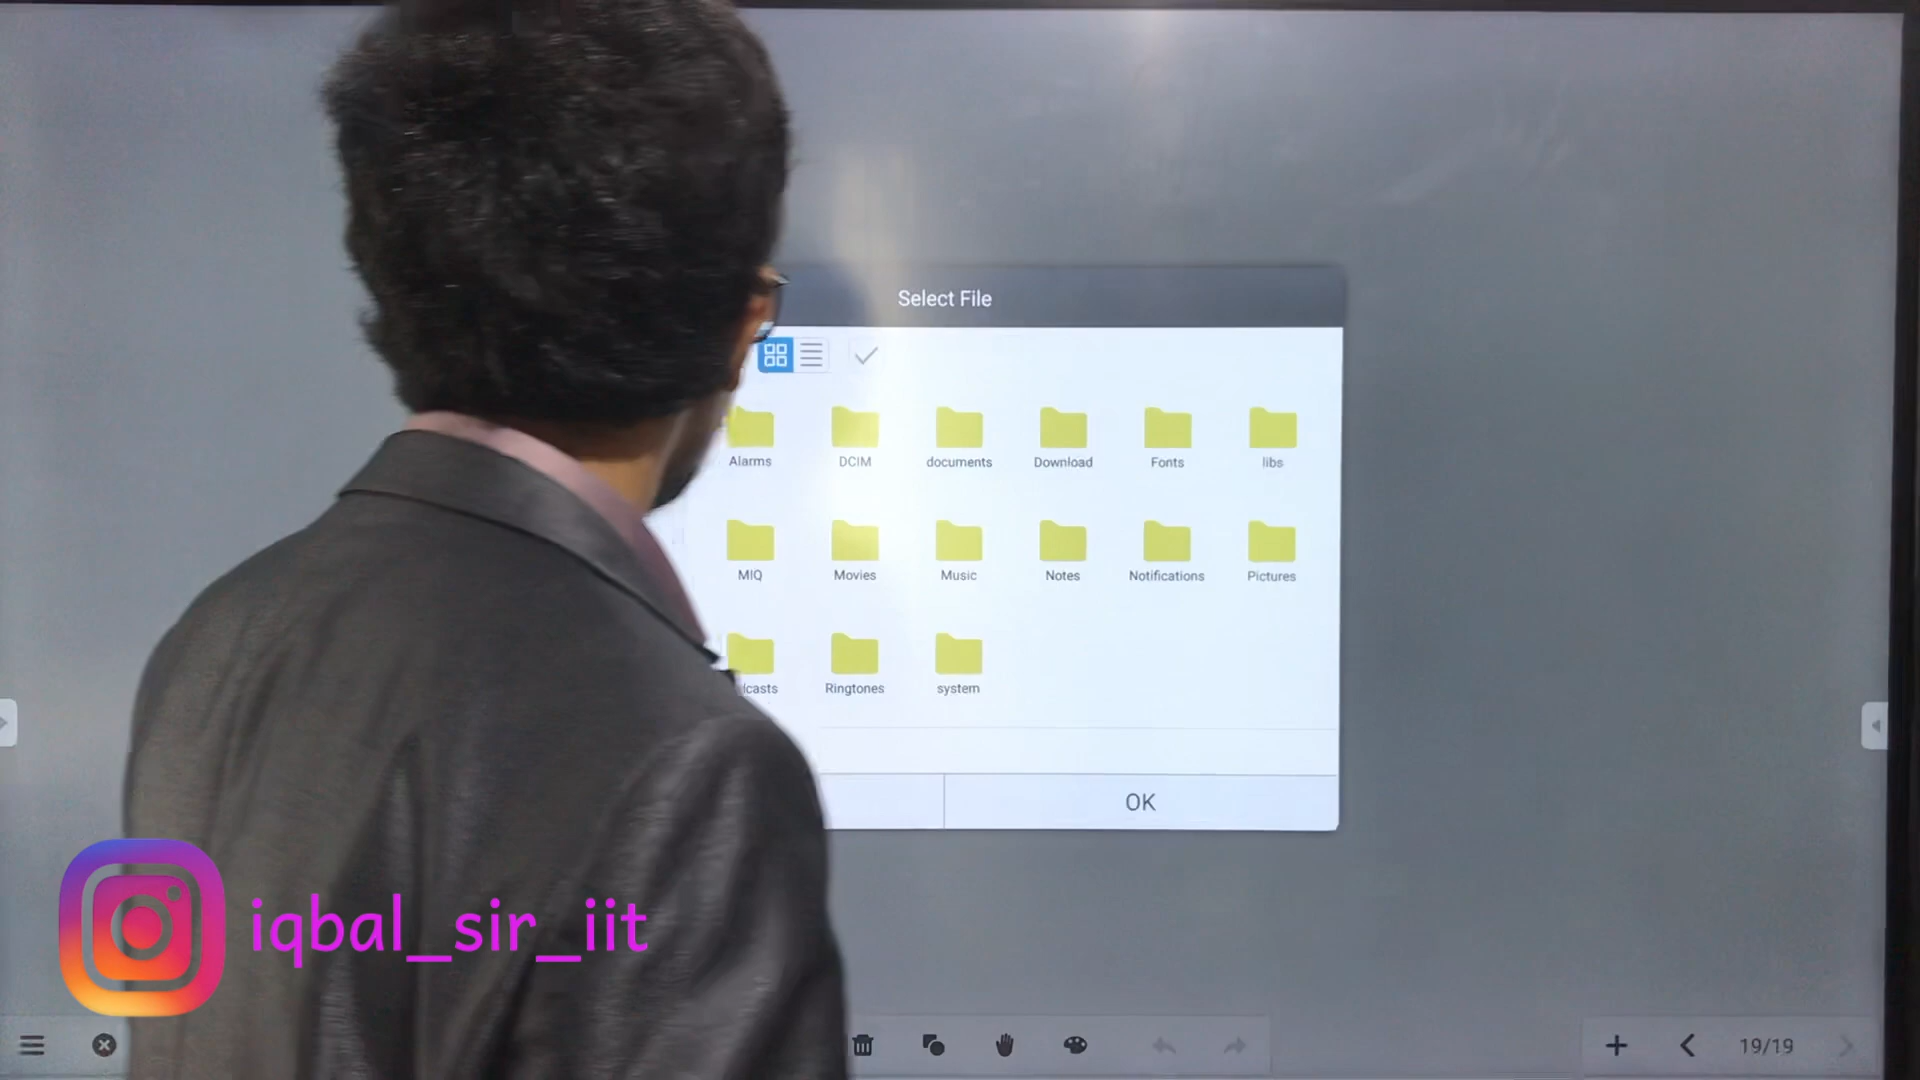 Select File
Alarms DCIM documents Download Fonts libs
MIQ Movies Music Notes Notifications Pictures
casts Ringtones system
OK
iqbal_sir_iit
19/19